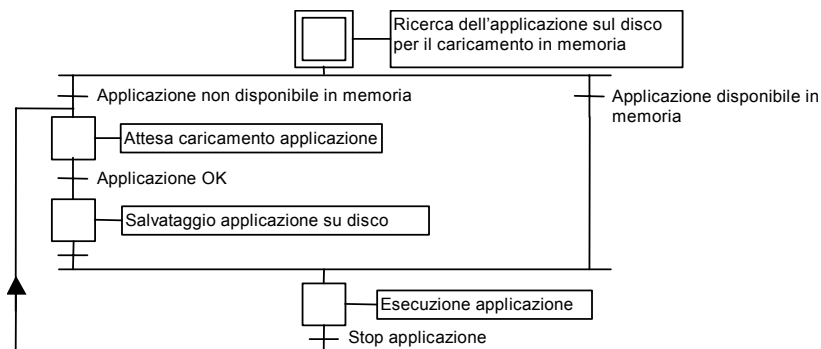 Ricerca dell'applicazione sul disco
per il caricamento in memoria
Applicazione non disponibile in memoria
Applicazione disponibile in
memoria
Attesa caricamento applicazione
Applicazione OK
Salvataggio applicazione su disco
Esecuzione applicazione
Stop applicazione